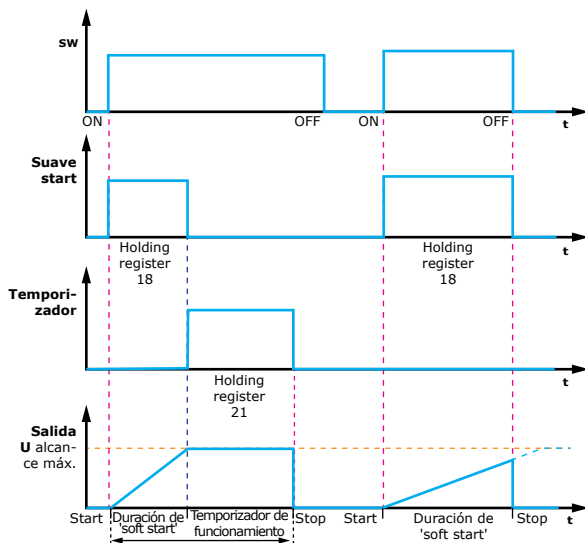 sw
ON
OFF
ON
OFF
t
Suave
start
Holding
register
18
Holding
register
18
t
Tempori-
zador
Holding
register
21
t
Salida
U alcan-
ce máx.
Start
Duración de
'soft start'
Temporizador de
funcionamiento
Stop
Start
Duración de
'soft start'
Stop
t